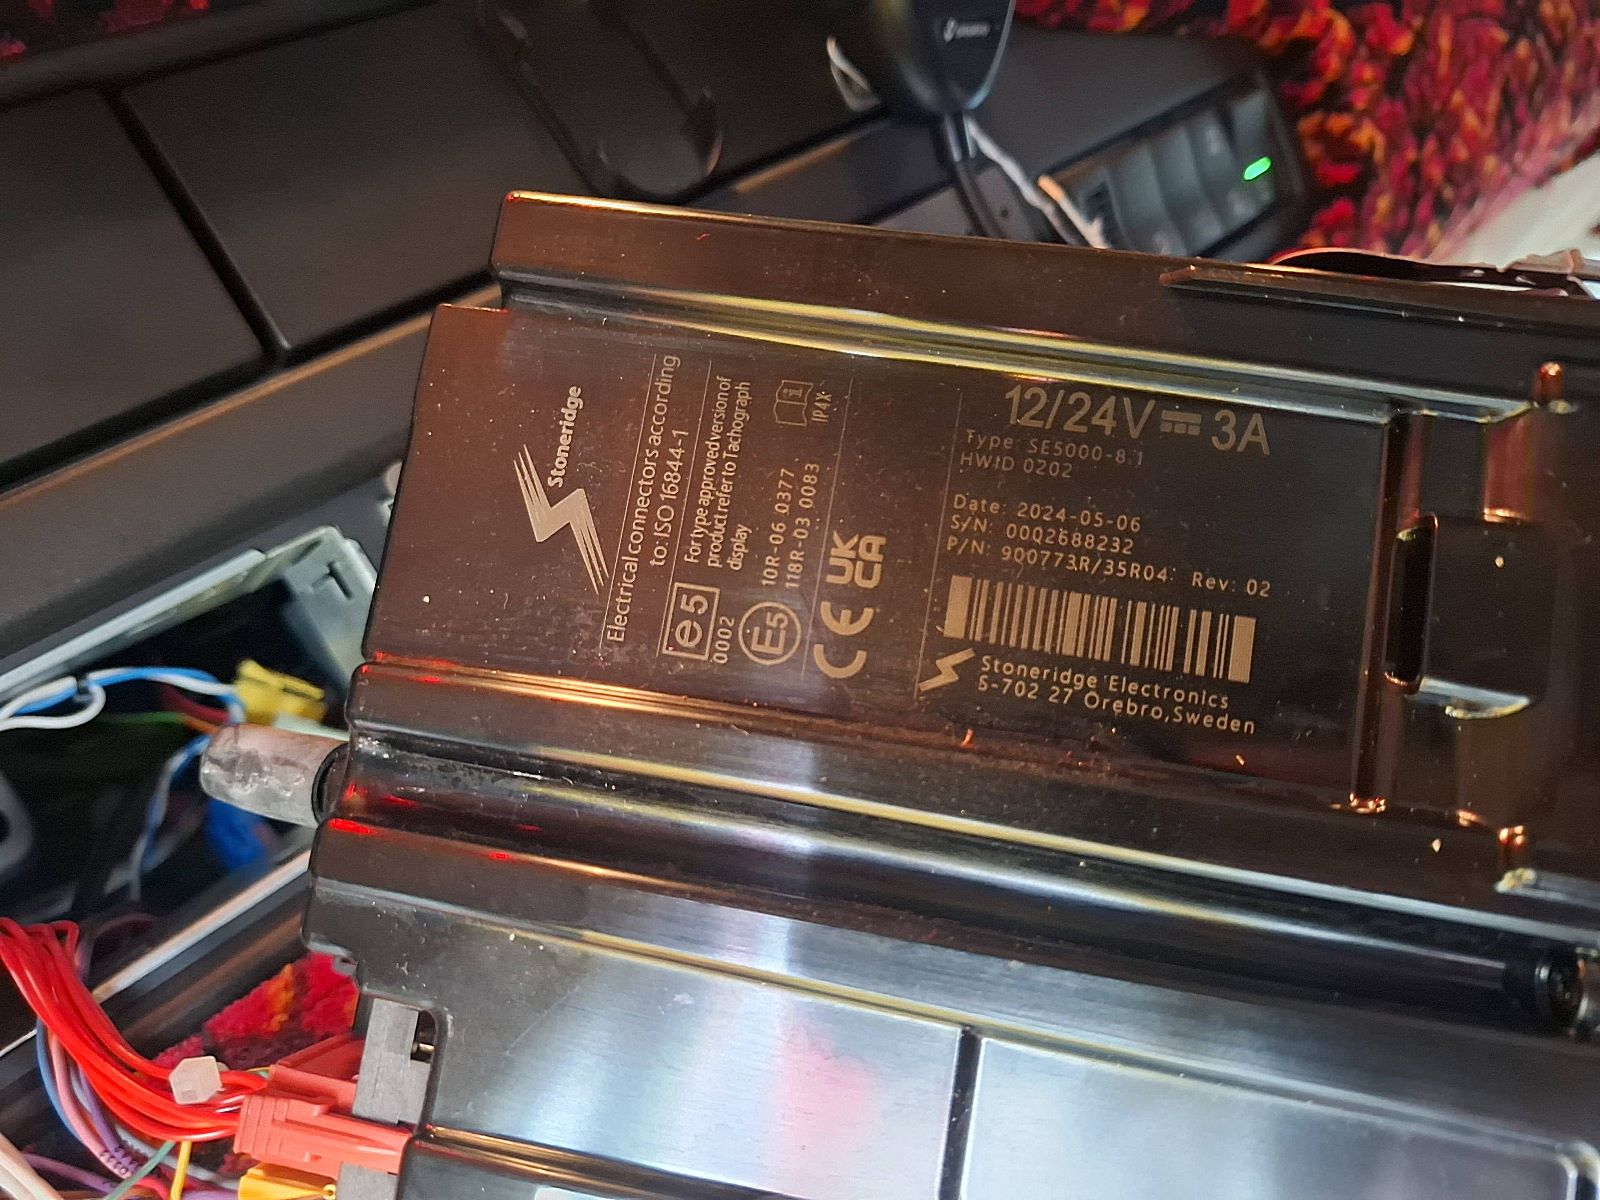 Stoneridge
Electrical connectors according
to: ISO 16844-1
For type approved version of
product refer to Tachograph
display
e5
0002
E5
10R-06 0377
118R-03 0083
IP4X
CE
UK
CA
12/24V 3A
Type: SE5000-8.1
HWID 0202
Date: 2024-05-06
S/N: 0002688232
P/N: 900773R/35R04 Rev: 02
Stoneridge Electronics
S-702 27 Örebro, Sweden